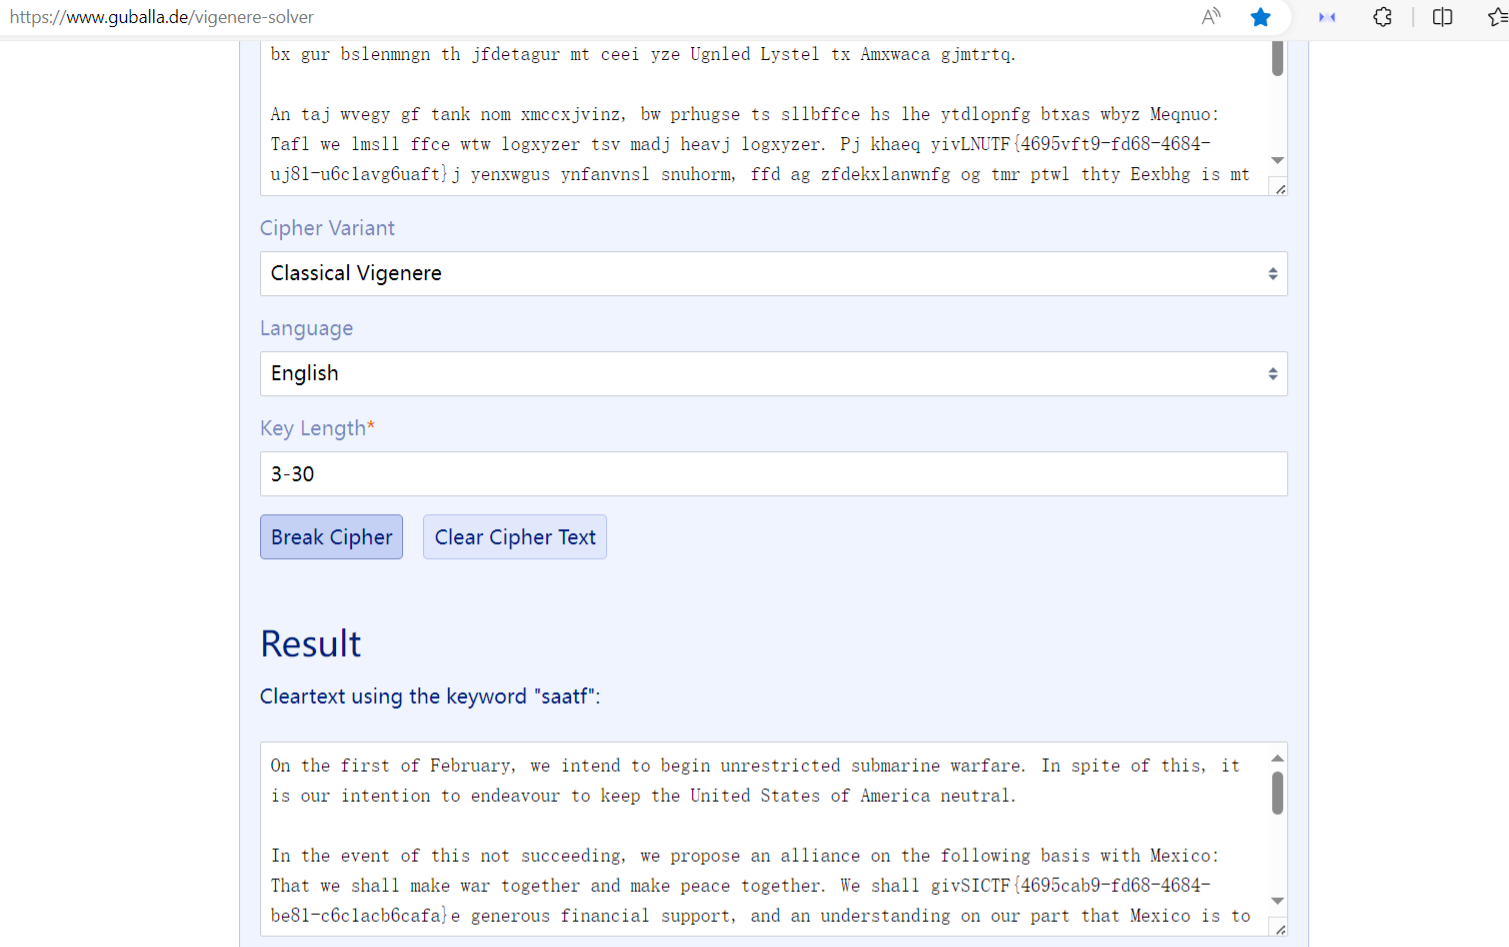 https://www.guballa.de/vigenere-solver
bx gur bslenmngn th jfdetagur mt ceei yze Ugnled Lystel tx Amxwaca gjmtrtq.
An taj wvegy gf tank nom xmccxjvinz, bw prhugse ts sllbffce hs lhe ytdlopnfg btxas wbyz Meqnuo:
Tafl we lmsll ffce wtw logxyzer tsv madj heavj logxyzer. Pj khaeq yivLNUTF{4695vft9-fd68-4684-
uj8l-u6clavg6uaft}j yenxwgus ynfanvnsl snuhorm, ffd ag zfdekxlanwnfg og tmr ptwl thty Eexbhg is mt
Cipher Variant
Classical Vigenere
Language
English
Key Length*
3-30
Break Cipher Clear Cipher Text
Result
Cleartext using the keyword "saatf":
On the first of February, we intend to begin unrestricted submarine warfare. In spite of this, it
is our intention to endeavour to keep the United States of America neutral.
In the event of this not succeeding, we propose an alliance on the following basis with Mexico:
That we shall make war together and make peace together. We shall givSICTF{4695cab9-fd68-4684-
be8l-c6clacb6cafa}e generous financial support, and an understanding on our part that Mexico is to